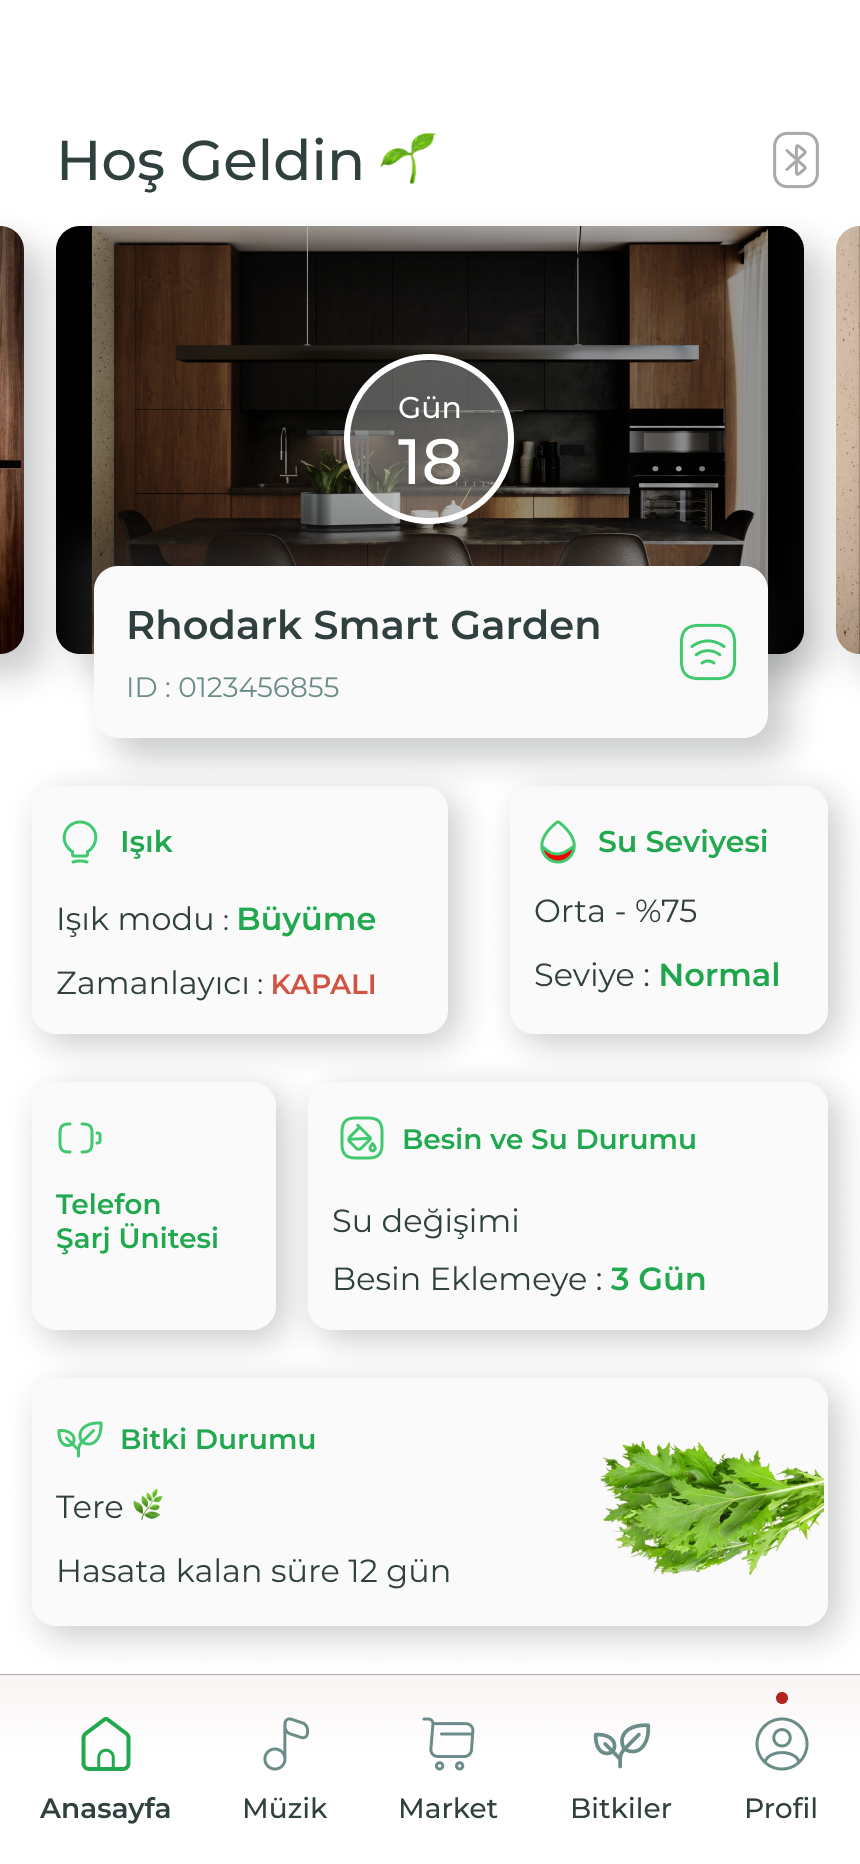 Hoş Geldin
Gün
18
Rhodark Smart Garden
ID : 0123456855
Işık
Işık modu : Büyüme
Zamanlayıcı : KAPALI
Su Seviyesi
Orta - %75
Seviye : Normal
Telefon
Şarj Ünitesi
Besin ve Su Durumu
Su değişimi
Besin Eklemeye : 3 Gün
Bitki Durumu
Tere
Hasata kalan süre 12 gün
Anasayfa
Müzik
Market
Bitkiler
Profil